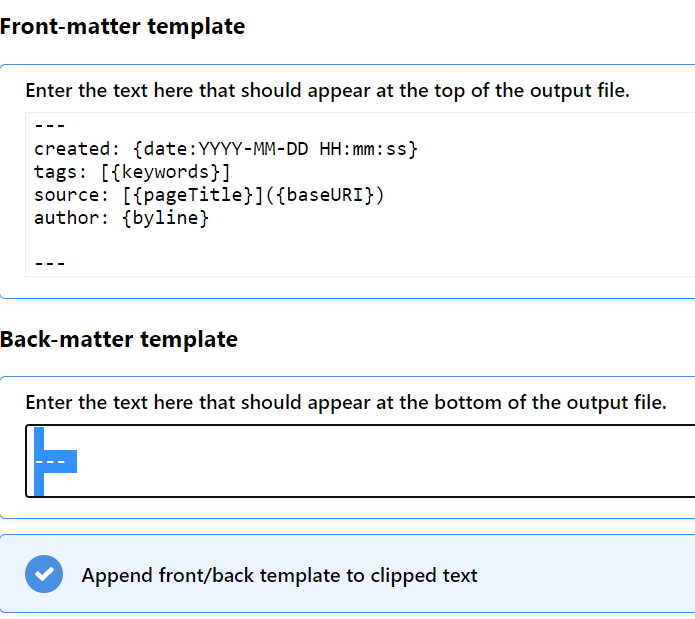 Front-matter template
Enter the text here that should appear at the top of the output file.
---
created: {date:YYYY-MM-DD HH:mm:ss}
tags: [{keywords}]
source: [{pageTitle}]({baseURI})
author: {byline}
---
Back-matter template
Enter the text here that should appear at the bottom of the output file.
---
Append front/back template to clipped text